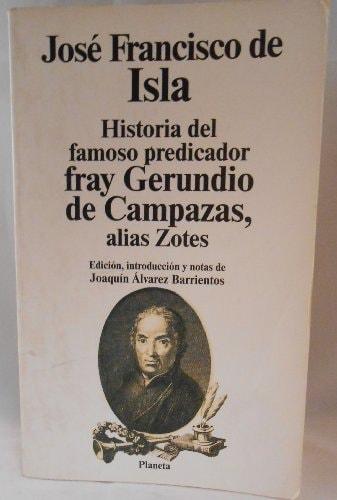 José Francisco de
Isla
Historia del
famoso predicador
fray Gerundio
de Campazas,
alias Zotes
Edición, introducción y notas de
Joaquín Álvarez Barrientos
Planeta